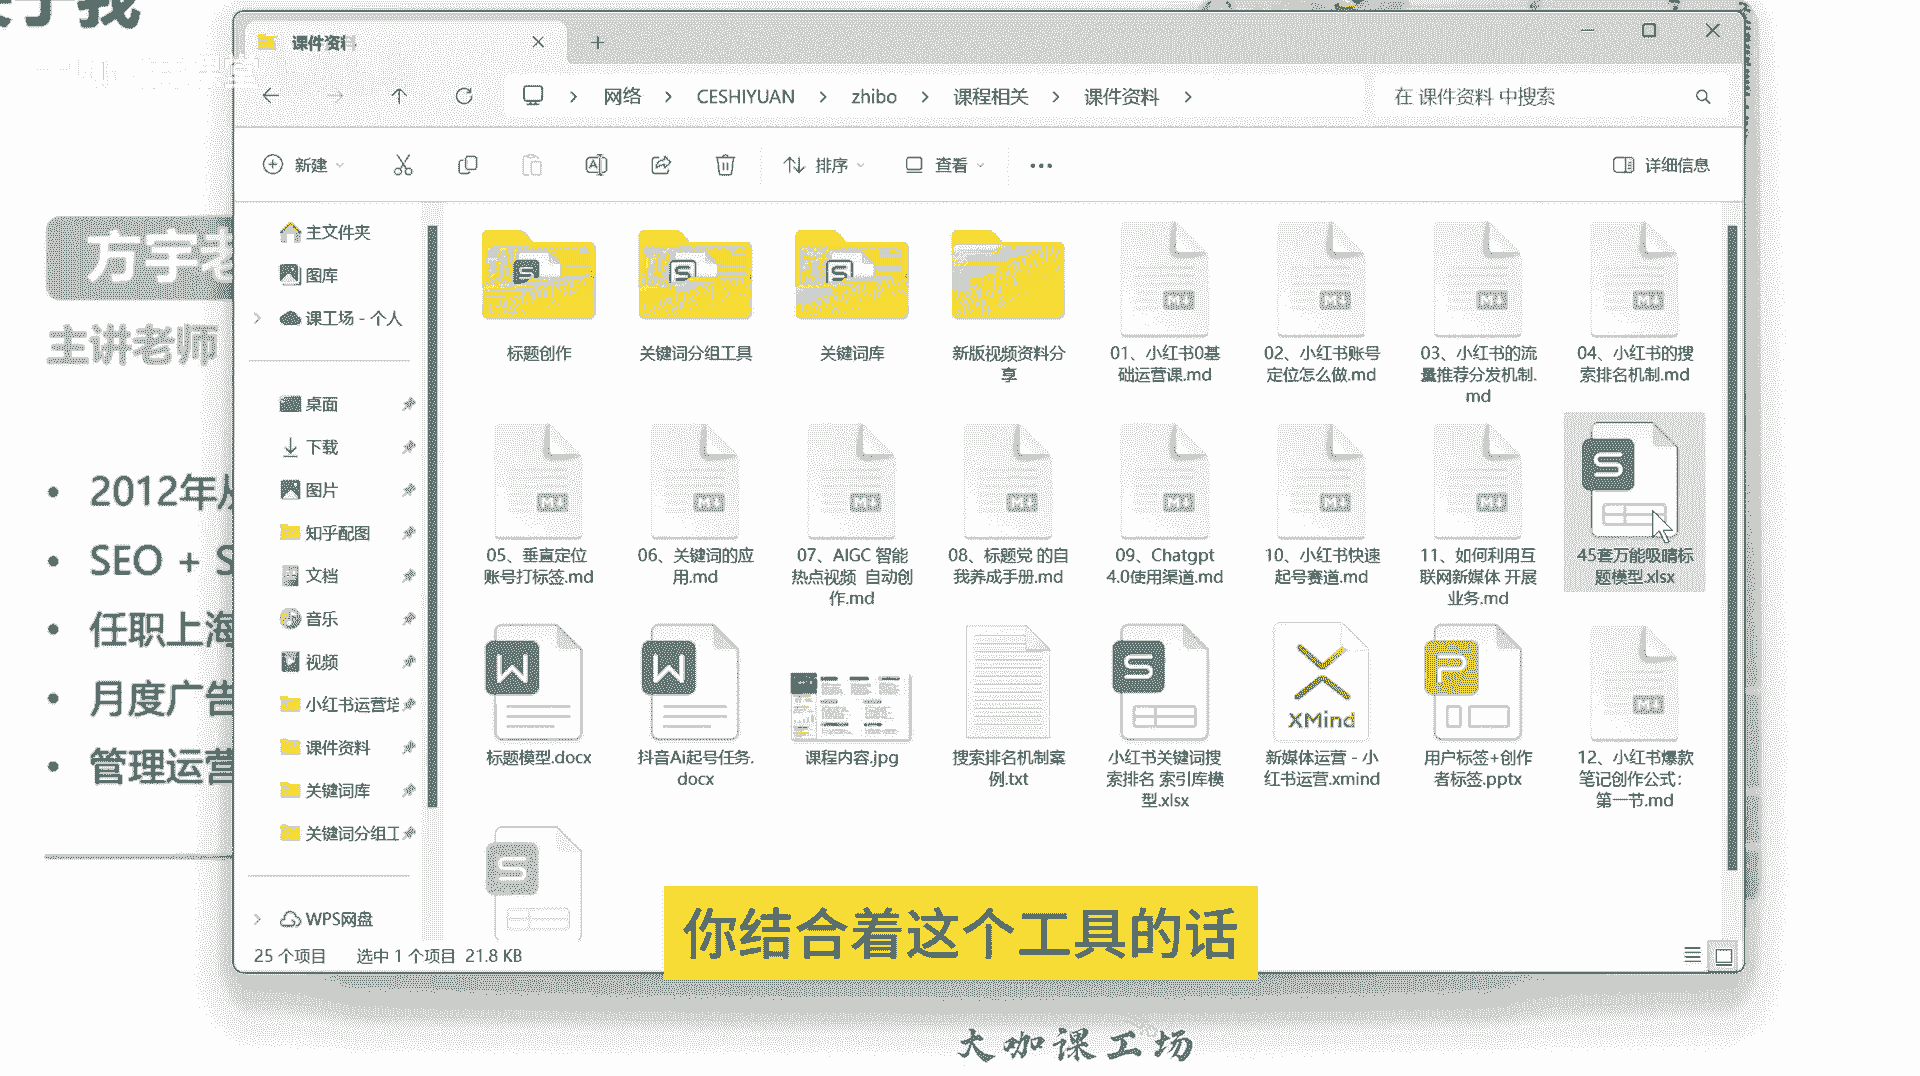 课件资料
网络 > CESHIYUAN > zhibo > 课程相关 > 课件资料 >
在 课件资料 中搜索
新建
排序
查看
详细信息
方宇老
主讲老师
2012年从
SEO + S
任职上海
月度广告
管理运营
主文件夹
图库
课工场 - 个人
桌面
下载
图片
知乎配图
文档
音乐
视频
小红书运营培
课件资料
关键词库
关键词分组工
WPS网盘
标题创作
关键词分组工具
关键词库
新版视频资料分
享
01、小红书0基
础运营课.md
02、小红书账号
定位怎么做.md
03、小红书的流
量推荐分发机制.
md
04、小红书的搜
索排名机制.md
05、垂直定位
账号打标签.md
06、关键词的应
用.md
07、AIGC 智能
热点视频 自动创
作.md
08、标题党 的自
我养成手册.md
09、Chatgpt
4.0使用渠道.md
10、小红书快速
起号赛道.md
11、如何利用互
联网新媒体 开展
业务.md
45套万能吸睛标
题模型.xlsx
标题模型.docx
抖音Ai起号任务.
docx
课程内容.jpg
搜索排名机制案
例.txt
小红书关键词搜
索排名 索引库模
型.xlsx
XMind
新媒体运营 - 小
红书运营.xmind
用户标签+创作
者标签.pptx
12、小红书爆款
笔记创作公式：
第一节.md
25 个项目
选中 1 个项目 21.8 KB
你结合着这个工具的话
大咖课工场